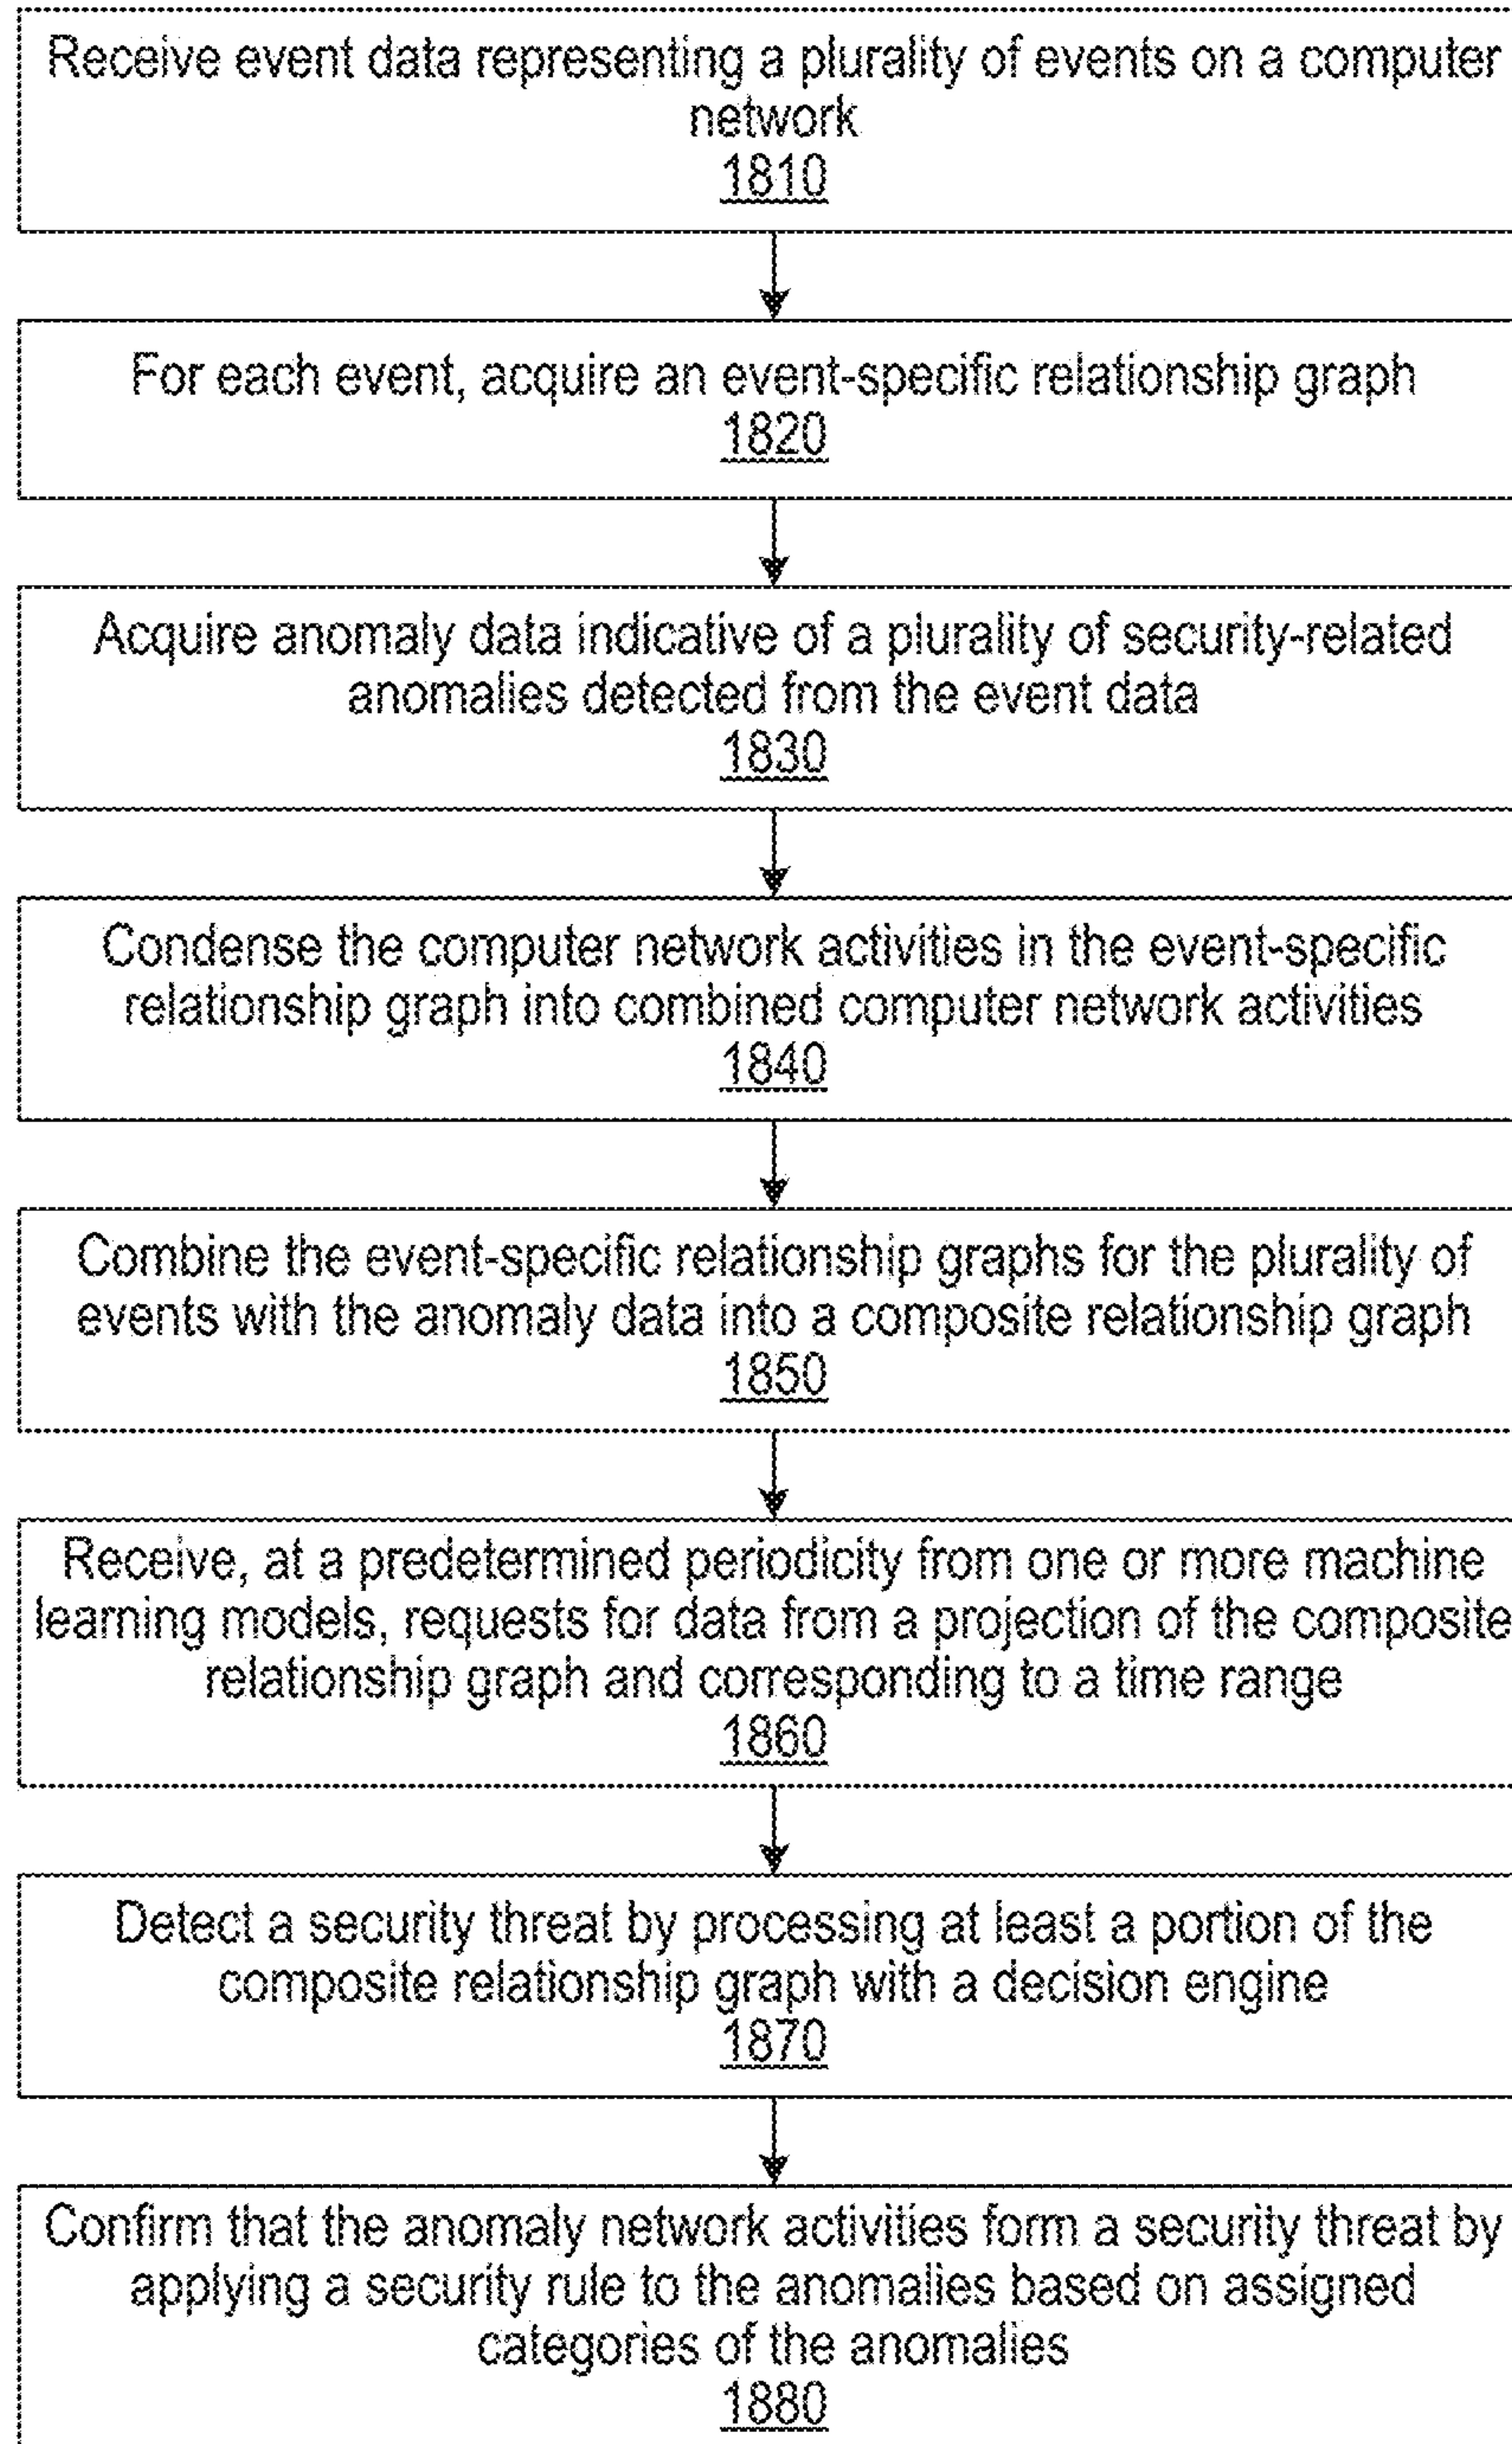 Receive event data representing a plurality of events on a computer
network
1810
For each event, acquire an event-specific relationship graph
1820
Acquire anomaly data indicative of a plurality of security-related
anomalies detected from the event data
1830
Condense the computer network activities in the event-specific
relationship graph into combined computer network activities
1840
Combine the event-specific relationship graphs for the plurality of
events with the anomaly data into a composite relationship graph
1850
Receive, at a predetermined periodicity from one or more machine
learning models, requests for data from a projection of the composite
relationship graph and corresponding to a time range
1860
Detect a security threat by processing at least a portion of the
composite relationship graph with a decision engine
1870
Confirm that the anomaly network activities form a security threat by
applying a security rule to the anomalies based on assigned
categories of the anomalies
1880